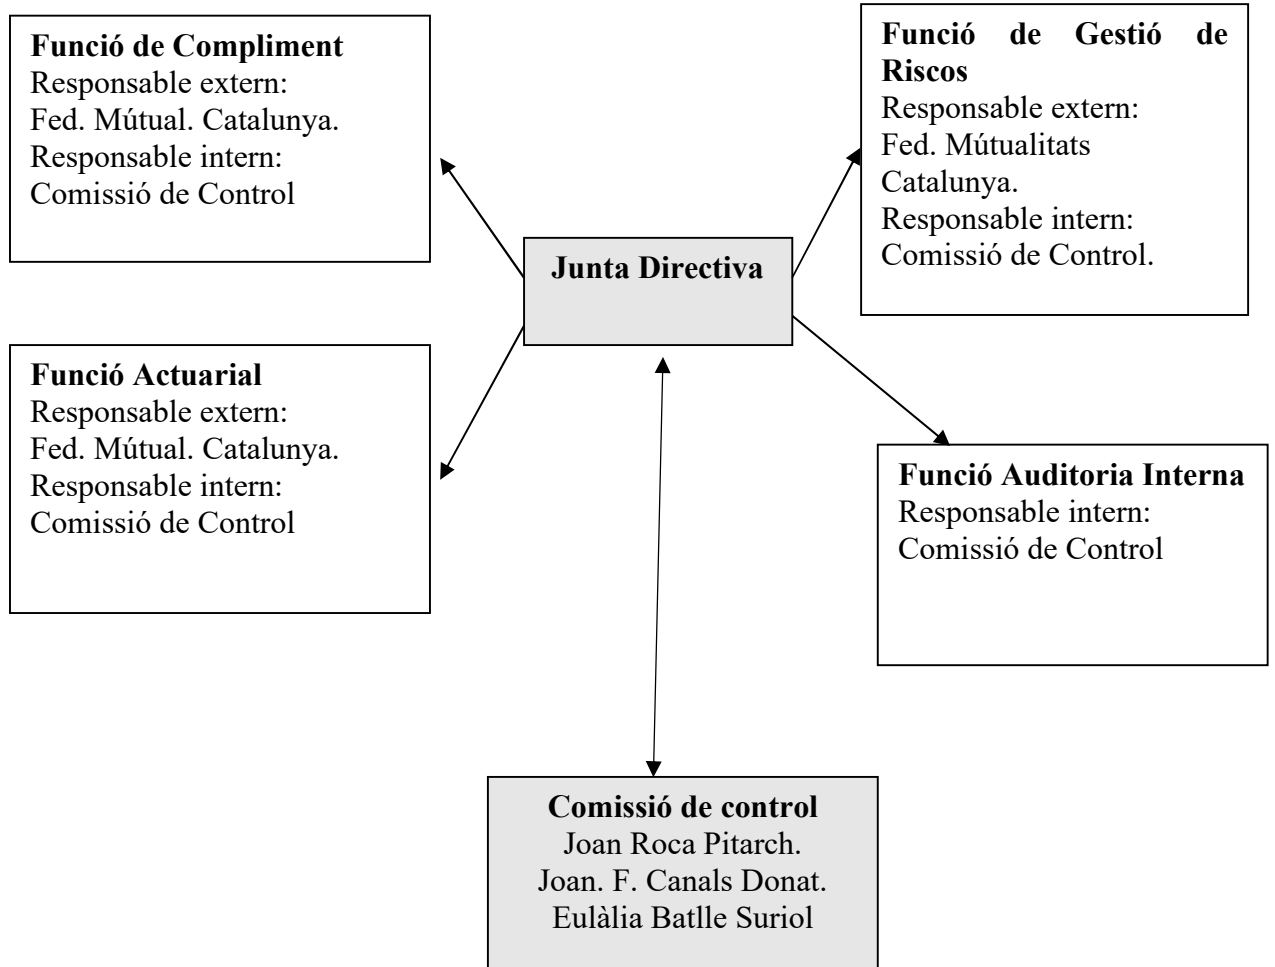 Funció de Compliment
Responsable extern:
Fed. Mútual. Catalunya.
Responsable intern:
Comissió de Control
Funció de Gestió de
Riscos
Responsable extern:
Fed. Mútualitats
Catalunya.
Responsable intern:
Comissió de Control.
Junta Directiva
Funció Actuarial
Responsable extern:
Fed. Mútual. Catalunya.
Responsable intern:
Comissió de Control
Funció Auditoria Interna
Responsable intern:
Comissió de Control
Comissió de control
Joan Roca Pitarch.
Joan. F. Canals Donat.
Eulàlia Batlle Suriol